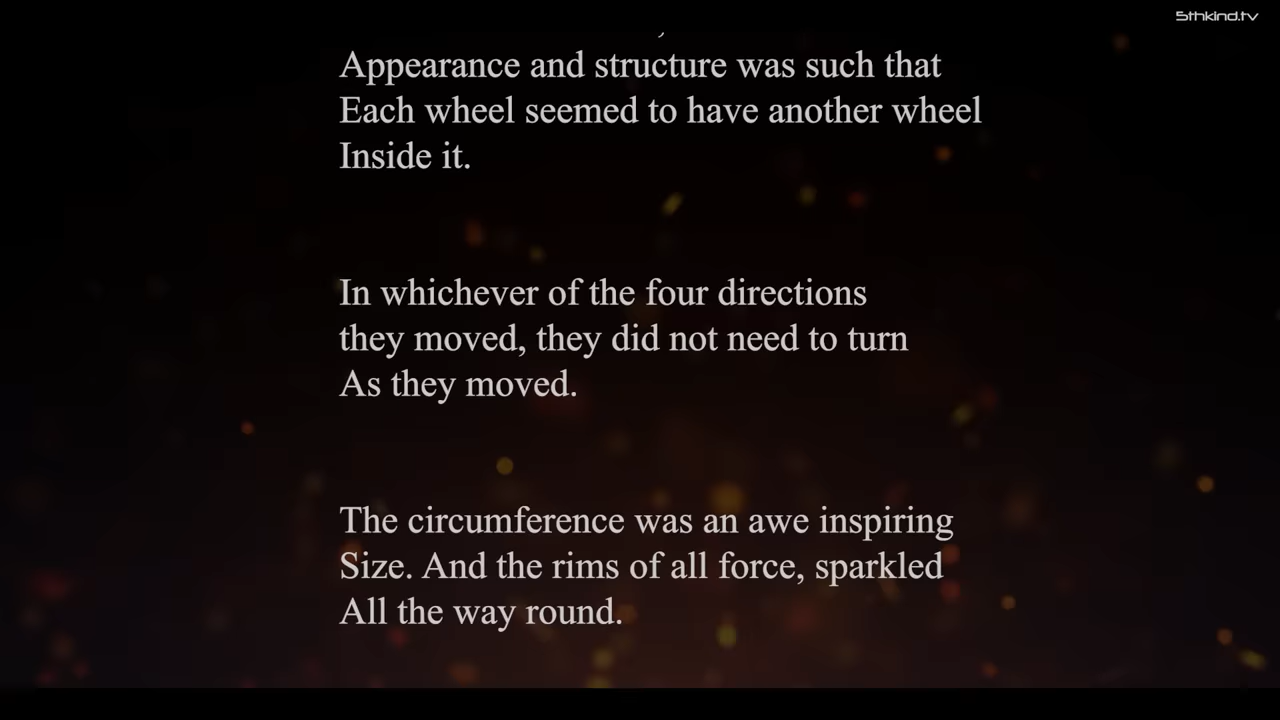 5thkind.tv
Appearance and structure was such that
Each wheel seemed to have another wheel
Inside it.
In whichever of the four directions
they moved, they did not need to turn
As they moved.
The circumference was an awe inspiring
Size. And the rims of all force, sparkled
All the way round.